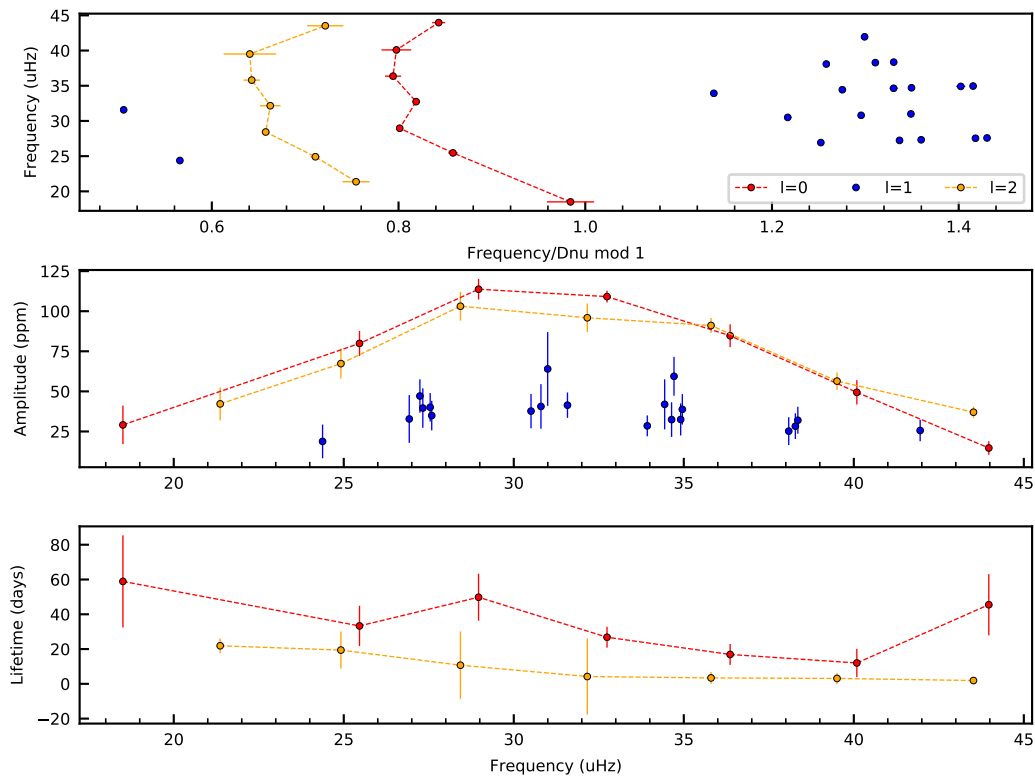 45
40
35
30
25
20
Frequency (uHz)
l=0 l=1 l=2
0.6 0.8 1.0 1.2 1.4
Frequency/Dnu mod 1
125
100
75
50
25
Amplitude (ppm)
20 25 30 35 40 45
80
60
40
20
0
−20
Lifetime (days)
20 25 30 35 40 45
Frequency (uHz)